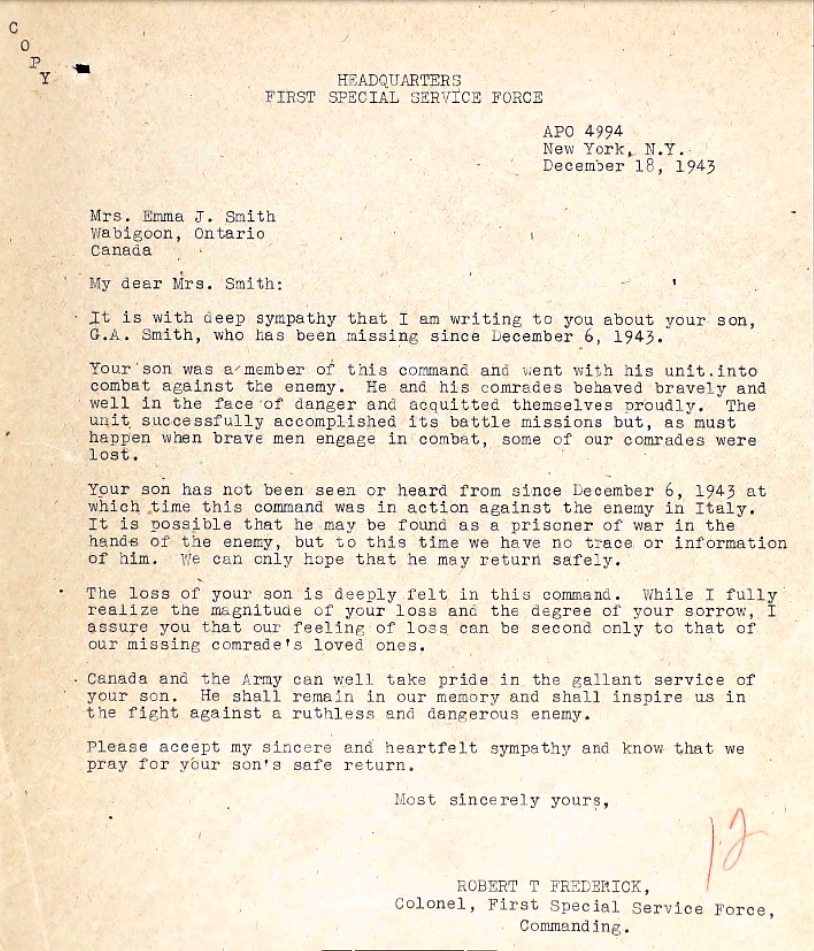 C
O
P
Y
HEADQUARTERS
FIRST SPECIAL SERVICE FORCE
APO 4994
New York, N.Y.
December 18, 1943
Mrs. Emma J. Smith
Wabigoon, Ontario
Canada
My dear Mrs. Smith:
It is with deep sympathy that I am writing to you about your son,
G.A. Smith, who has been missing since December 6, 1943.
Your son was a member of this command and went with his unit into
combat against the enemy. He and his comrades behaved bravely and
well in the face of danger and acquitted themselves proudly. The
unit successfully accomplished its battle missions but, as must
happen when brave men engage in combat, some of our comrades were
lost.
Your son has not been seen or heard from since December 6, 1943 at
which time this command was in action against the enemy in Italy.
It is possible that he may be found as a prisoner of war in the
hands of the enemy, but to this time we have no trace or information
of him. We can only hope that he may return safely.
The loss of your son is deeply felt in this command. While I fully
realize the magnitude of your loss and the degree of your sorrow, I
assure you that our feeling of loss can be second only to that of
our missing comrade's loved ones.
Canada and the Army can well take pride in the gallant service of
your son. He shall remain in our memory and shall inspire us in
the fight against a ruthless and dangerous enemy.
Please accept my sincere and heartfelt sympathy and know that we
pray for your son's safe return.
Most sincerely yours,
12
ROBERT T FREDERICK,
Colonel, First Special Service Force,
Commanding.